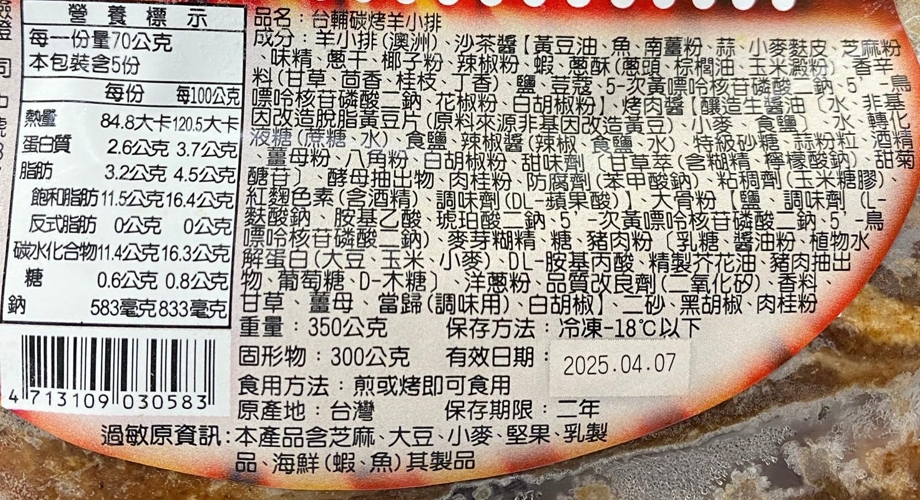 營養標示
每一份量70公克
本包裝含5份
每份 每100公克
熱量 84.8大卡 120.5大卡
蛋白質 2.6公克 3.7公克
脂肪 3.2公克 4.5公克
飽和脂肪 11.5公克 16.4公克
反式脂肪 0公克 0公克
碳水化合物 11.4公克 16.3公克
糖 0.6公克 0.8公克
鈉 583毫克 833毫克
4 713109 030583
品名：台輔碳烤羊小排
成分：羊小排(澳洲)、沙茶醬【黃豆油、魚、南薑粉、蒜、小麥麩皮、芝麻粉
、味精、蔥干、椰子粉、辣椒粉、蝦、蔥酥(蔥頭、棕櫚油、玉米澱粉)、香辛
料(甘草、茴香、桂枝、丁香)、鹽、荳蔻、5-次黃嘌呤核苷磷酸二鈉、5'-鳥
嘌呤核苷磷酸二鈉、花椒粉、白胡椒粉】、烤肉醬【釀造生醬油〔水、非基
因改造脫脂黃豆片(原料來源非基因改造黃豆)、小麥、食鹽〕、水、轉化
液糖(蔗糖、水)、食鹽、辣椒醬(辣椒、食鹽、水)、特級砂糖、蒜粉粒、酒精
、薑母粉、八角粉、白胡椒粉、甜味劑〔甘草萃(含糊精、檸檬酸鈉)、甜菊
醣苷〕、酵母抽出物、肉桂粉、防腐劑(苯甲酸鈉)、粘稠劑(玉米糖膠)、
紅麴色素(含酒精)、調味劑(DL-蘋果酸)】、大骨粉【鹽、調味劑〔L-
麩酸鈉、胺基乙酸、琥珀酸二鈉、5'-次黃嘌呤核苷磷酸二鈉、5'-鳥
嘌呤核苷磷酸二鈉〕、麥芽糊精、糖、豬肉粉〔乳糖、醬油粉、植物水
解蛋白(大豆、玉米、小麥)、DL-胺基丙酸、精製芥花油、豬肉抽出
物、葡萄糖、D-木糖〕、洋蔥粉、品質改良劑(二氧化矽)、香料、
甘草、薑母、當歸(調味用)、白胡椒】、二砂、黑胡椒、肉桂粉
重量：350公克 保存方法：冷凍-18℃以下
固形物：300公克 有效日期：2025.04.07
食用方法：煎或烤即可食用
原產地：台灣 保存期限：二年
過敏原資訊:本產品含芝麻、大豆、小麥、堅果、乳製
品、海鮮(蝦、魚)其製品